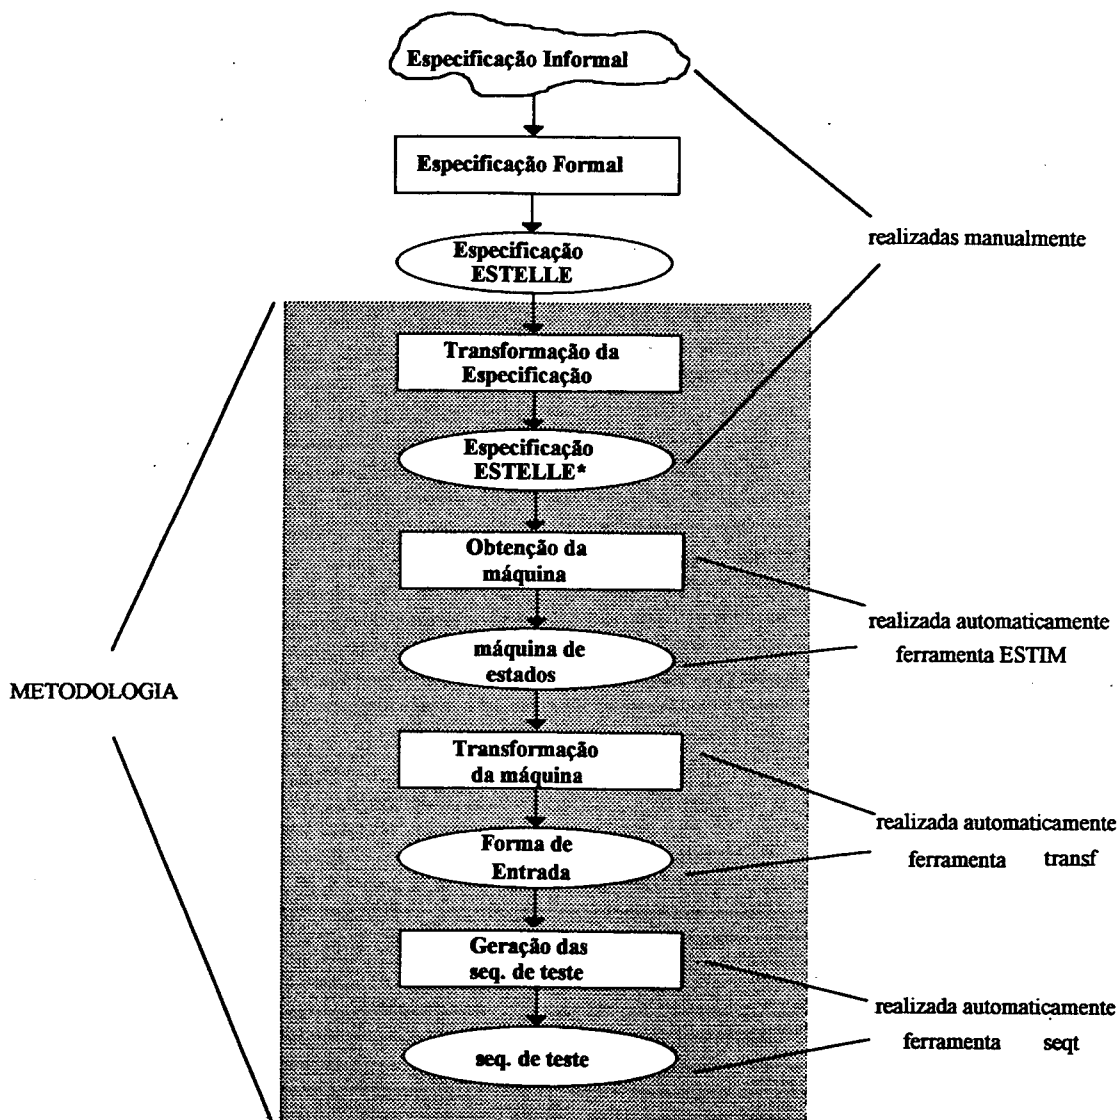 Especificação Informal
Especificação Formal
realizadas manualmente
Especificação
ESTELLE
Transformação da
Especificação
Especificação
ESTELLE*
Obtenção da
máquina
realizada automaticamente
ferramenta ESTIM
máquina de
estados
METODOLOGIA
Transformação
da máquina
realizada automaticamente
ferramenta transf
Forma de
Entrada
Geração das
seq. de teste
realizada automaticamente
ferramenta seqt
seq. de teste